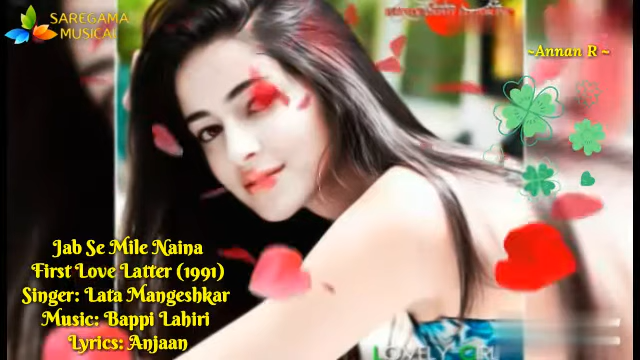 SAREGAMA
MUSICAL
~Annan R ~
Jab Se Mile Naina
First Love Latter (1991)
Singer: Lata Mangeshkar
Music: Bappi Lahiri
Lyrics: Anjaan
LOVELY